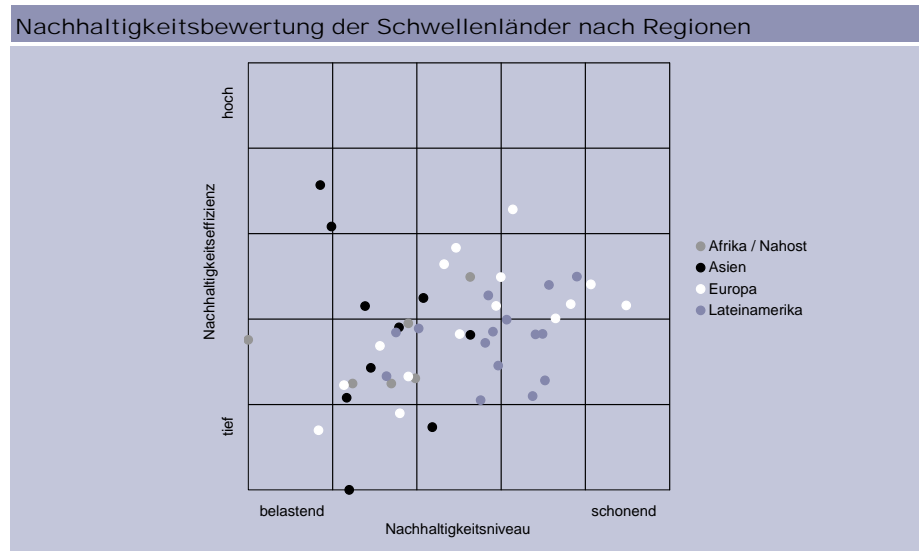 Nachhaltigkeitsbewertung der Schwellenländer nach Regionen
hoch
Nachhaltigkeitseffizienz
tief
belastend
schonend
Nachhaltigkeitsniveau
Afrika / Nahost
Asien
Europa
Lateinamerika